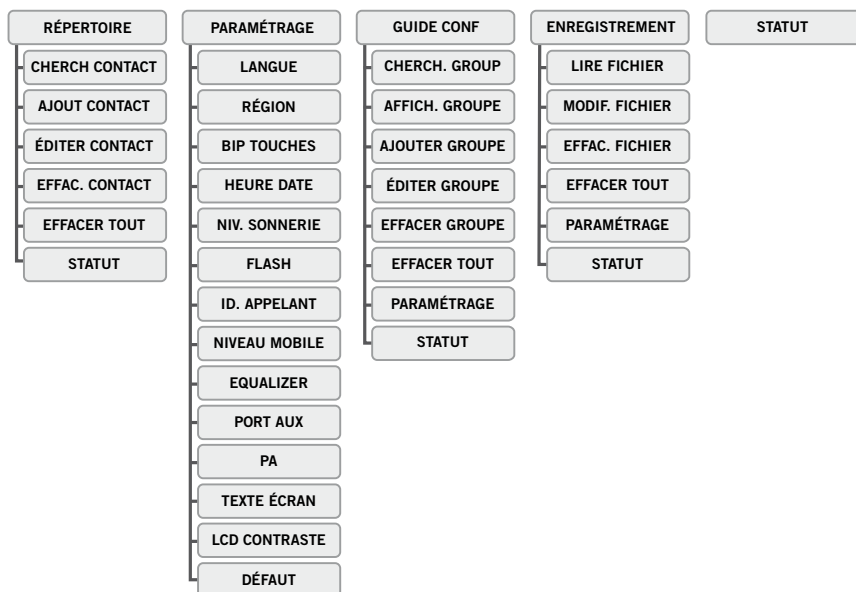 RÉPERTOIRE
CHERCH CONTACT
AJOUT CONTACT
ÉDITER CONTACT
EFFAC. CONTACT
EFFACER TOUT
STATUT
PARAMÉTRAGE
LANGUE
RÉGION
BIP TOUCHES
HEURE DATE
NIV. SONNERIE
FLASH
ID. APPELANT
NIVEAU MOBILE
EQUALIZER
PORT AUX
PA
TEXTE ÉCRAN
LCD CONTRASTE
DÉFAUT
GUIDE CONF
CHERCH. GROUP
AFFICH. GROUPE
AJOUTER GROUPE
ÉDITER GROUPE
EFFACER GROUPE
EFFACER TOUT
PARAMÉTRAGE
STATUT
ENREGISTREMENT
LIRE FICHIER
MODIF. FICHIER
EFFAC. FICHIER
EFFACER TOUT
PARAMÉTRAGE
STATUT
STATUT